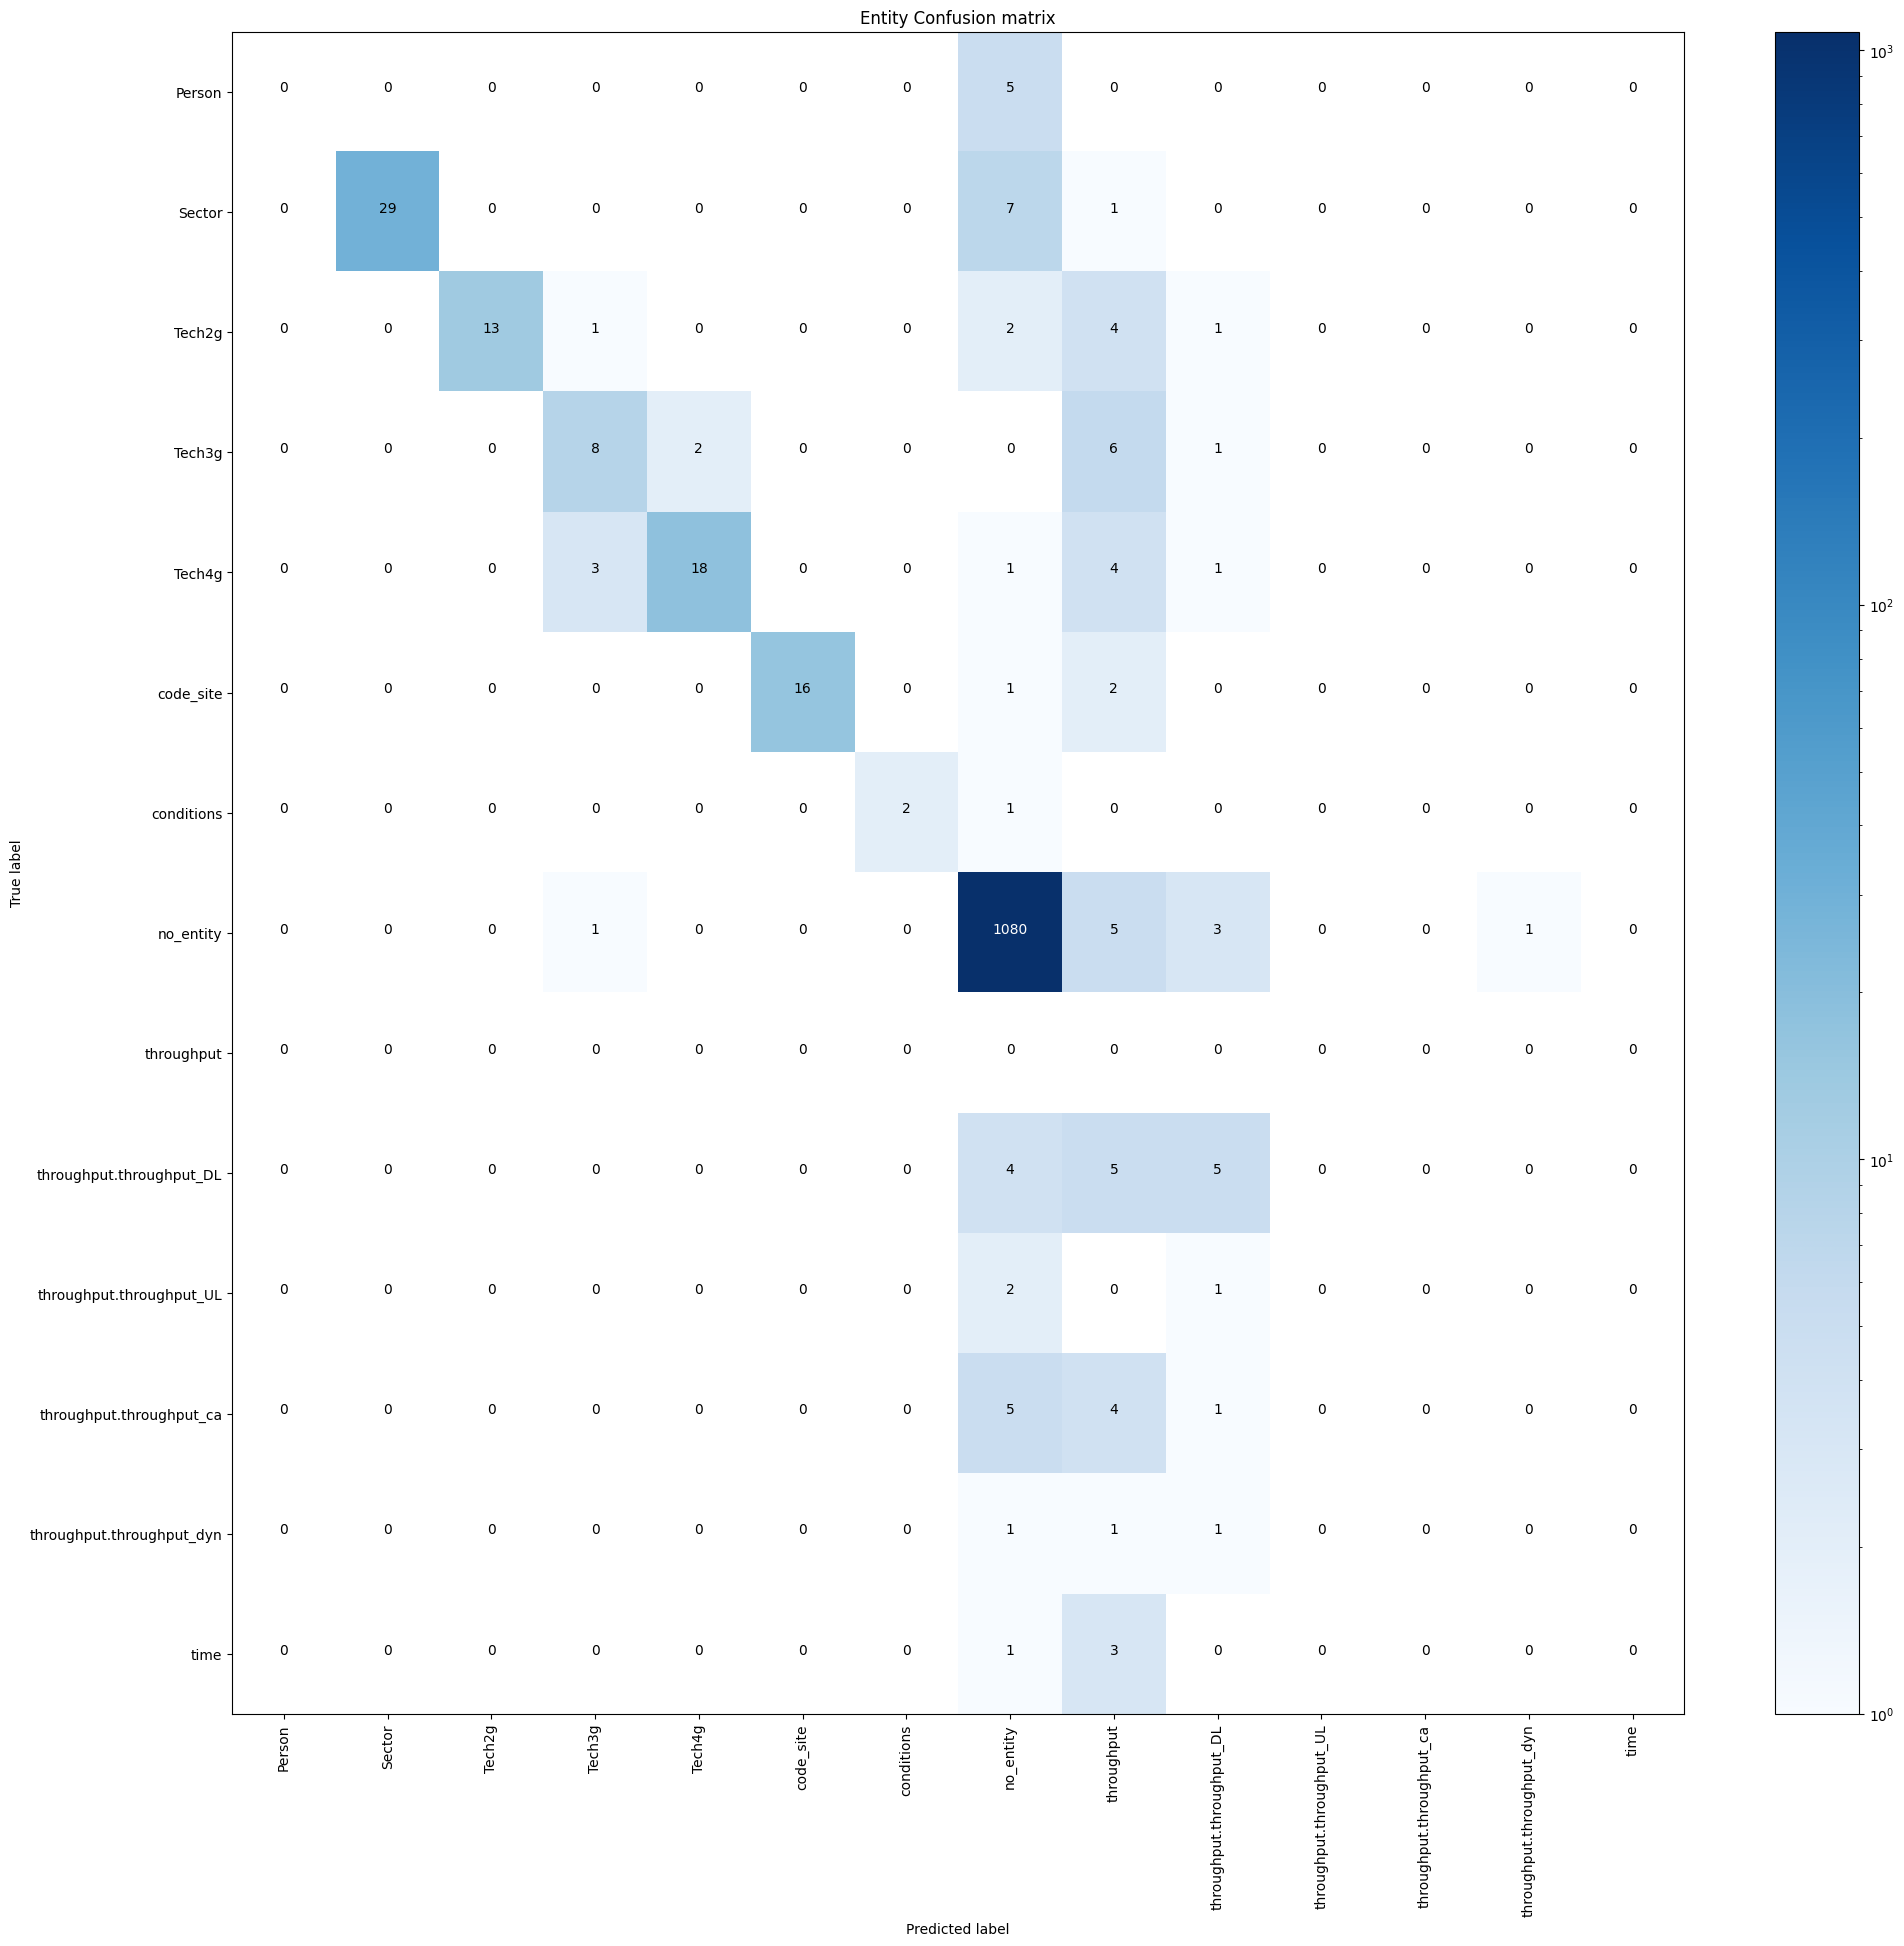 Entity Confusion matrix
True label
Person 0 0 0 0 0 0 0 5 0 0 0 0 0 0
Sector 0 29 0 0 0 0 0 7 1 0 0 0 0 0
Tech2g 0 0 13 1 0 0 0 2 4 1 0 0 0 0
Tech3g 0 0 0 8 2 0 0 0 6 1 0 0 0 0
Tech4g 0 0 0 3 18 0 0 1 4 1 0 0 0 0
code_site 0 0 0 0 0 16 0 1 2 0 0 0 0 0
conditions 0 0 0 0 0 0 2 1 0 0 0 0 0 0
no_entity 0 0 0 1 0 0 0 1080 5 3 0 0 1 0
throughput 0 0 0 0 0 0 0 0 0 0 0 0 0 0
throughput.throughput_DL 0 0 0 0 0 0 0 4 5 5 0 0 0 0
throughput.throughput_UL 0 0 0 0 0 0 0 2 0 1 0 0 0 0
throughput.throughput_ca 0 0 0 0 0 0 0 5 4 1 0 0 0 0
throughput.throughput_dyn 0 0 0 0 0 0 0 1 1 1 0 0 0 0
time 0 0 0 0 0 0 0 1 3 0 0 0 0 0
Person
Sector
Tech2g
Tech3g
Tech4g
code_site
conditions
no_entity
throughput
throughput.throughput_DL
throughput.throughput_UL
throughput.throughput_ca
throughput.throughput_dyn
time
Predicted label
10³
10²
10¹
10⁰